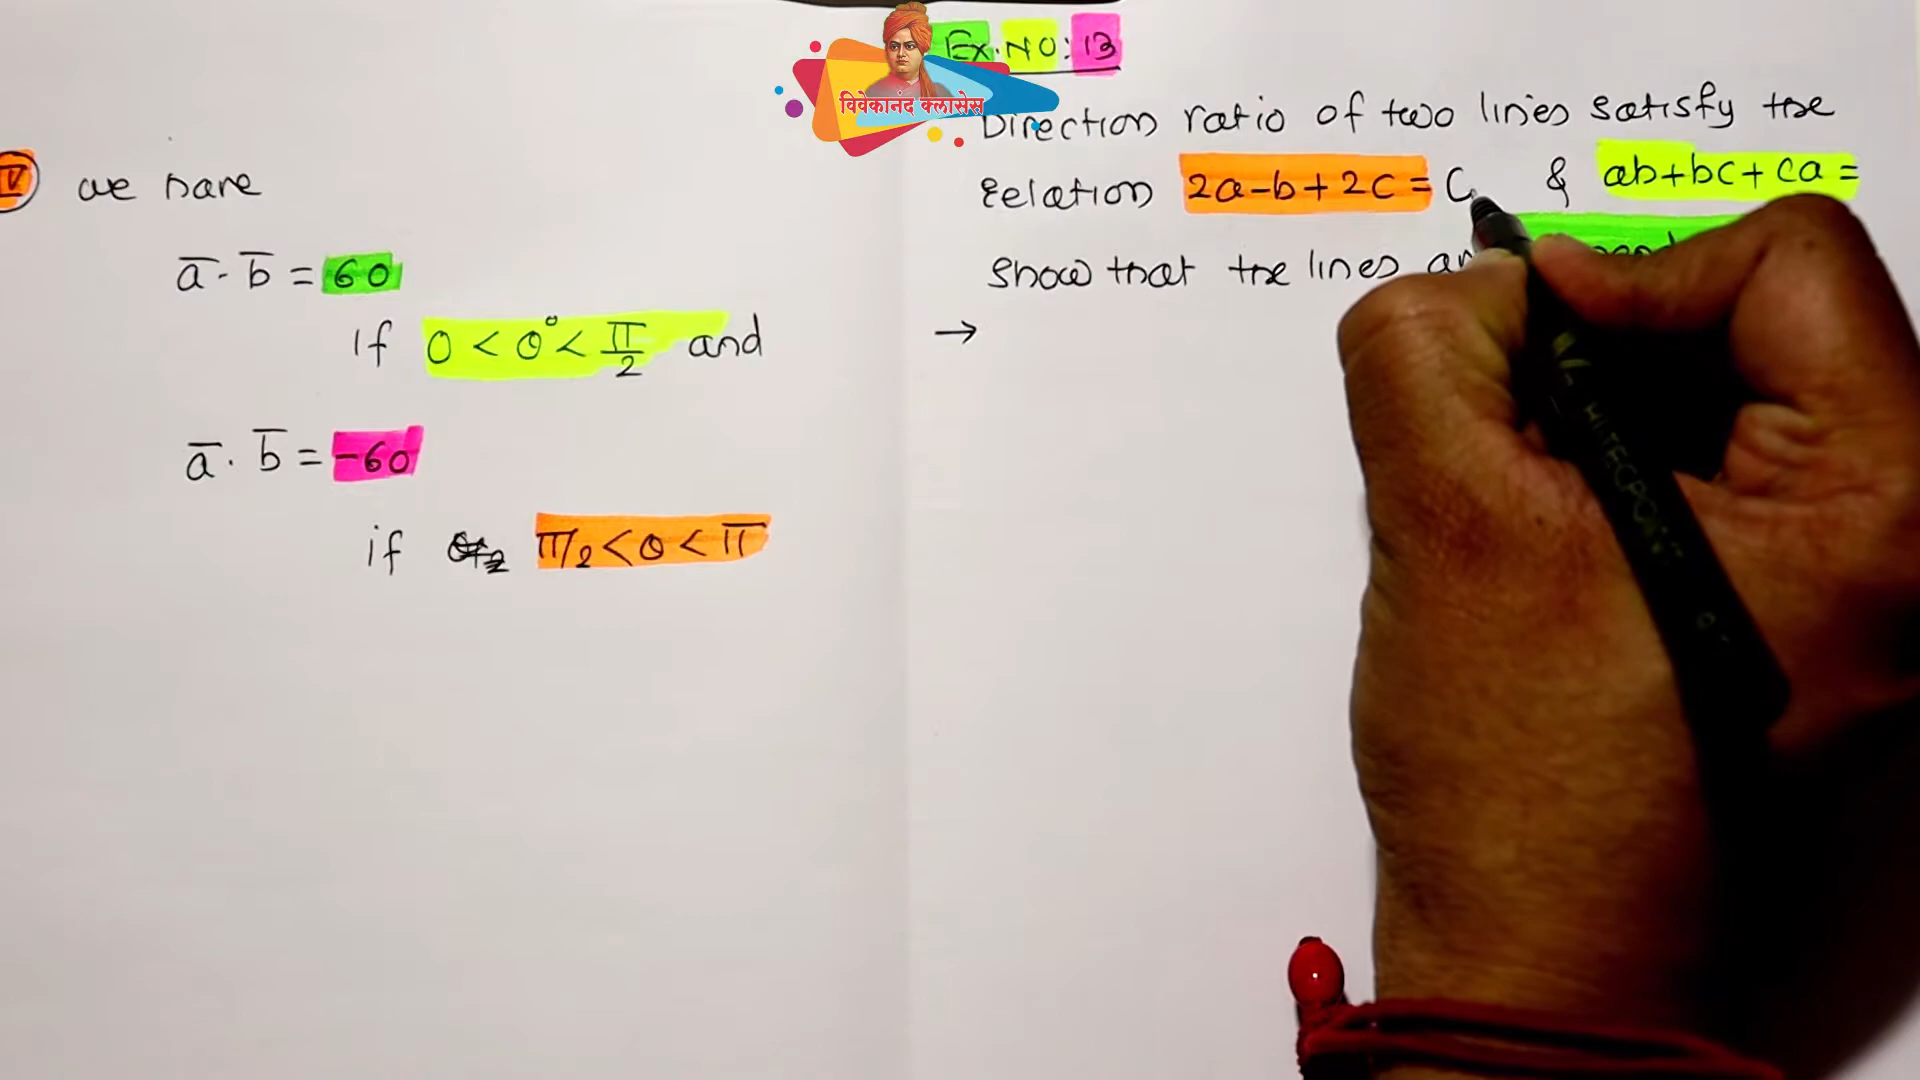 Ex. NO: 13
विवेकानंद क्लासेस
Direction ratio of two lines satisfy the
relation 2a-b+2c= & ab+bc+ca=
show that the lines
→
IV we have
a̅ · b̅ = 60
If 0 < θ° < π/2 and
a̅ · b̅ = -60
if π/2 < θ < π